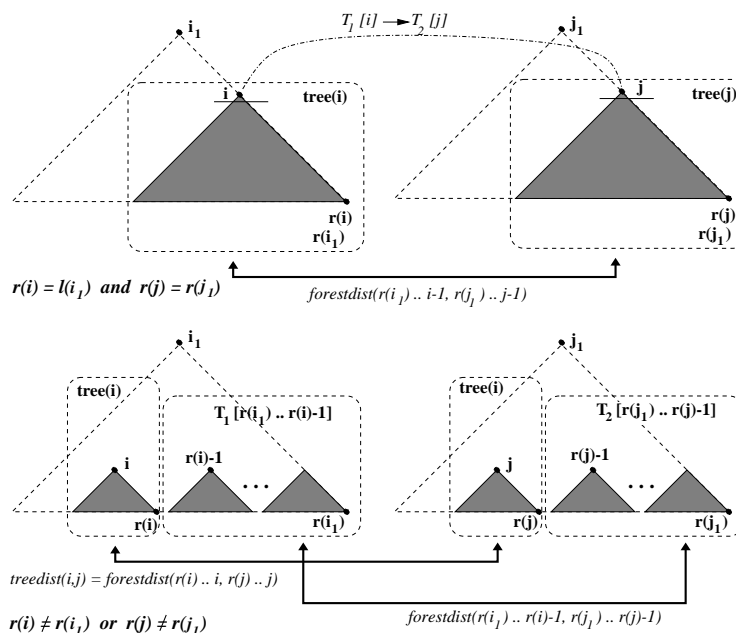 i1
T1 [i] → T2 [j]
j1
i
tree(i)
j
tree(j)
r(i)
r(i1)
r(j)
r(j1)
r(i) = l(i1) and r(j) = r(j1)
forestdist(r(i1) .. i-1, r(j1) .. j-1)
i1
j1
tree(i)
T1 [r(i1) .. r(i)-1]
tree(i)
T2 [r(j1) .. r(j)-1]
i
r(i)-1
...
j
r(j)-1
...
r(i)
r(i1)
r(j)
r(j1)
treedist(i,j) = forestdist(r(i) .. i, r(j) .. j)
r(i) ≠ r(i1) or r(j) ≠ r(j1)
forestdist(r(i1) .. r(i)-1, r(j1) .. r(j)-1)